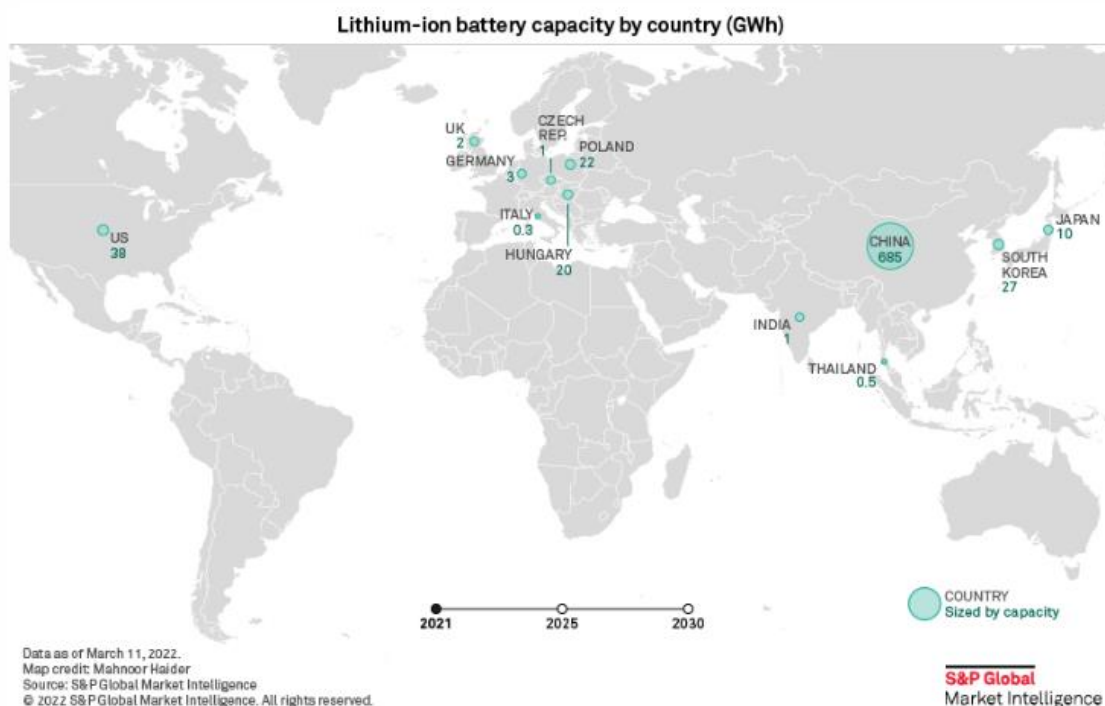 Lithium-ion battery capacity by country (GWh)
UK
2
CZECH
REP.
1
POLAND
22
GERMANY
3
ITALY
0.3
HUNGARY
20
US
38
CHINA
685
JAPAN
10
SOUTH
KOREA
27
INDIA
1
THAILAND
0.5
2021
2025
2030
COUNTRY
Sized by capacity
Data as of March 11, 2022.
Map credit: Mahnoor Haider
Source: S&P Global Market Intelligence
© 2022 S&P Global Market Intelligence. All rights reserved.
S&P Global
Market Intelligence